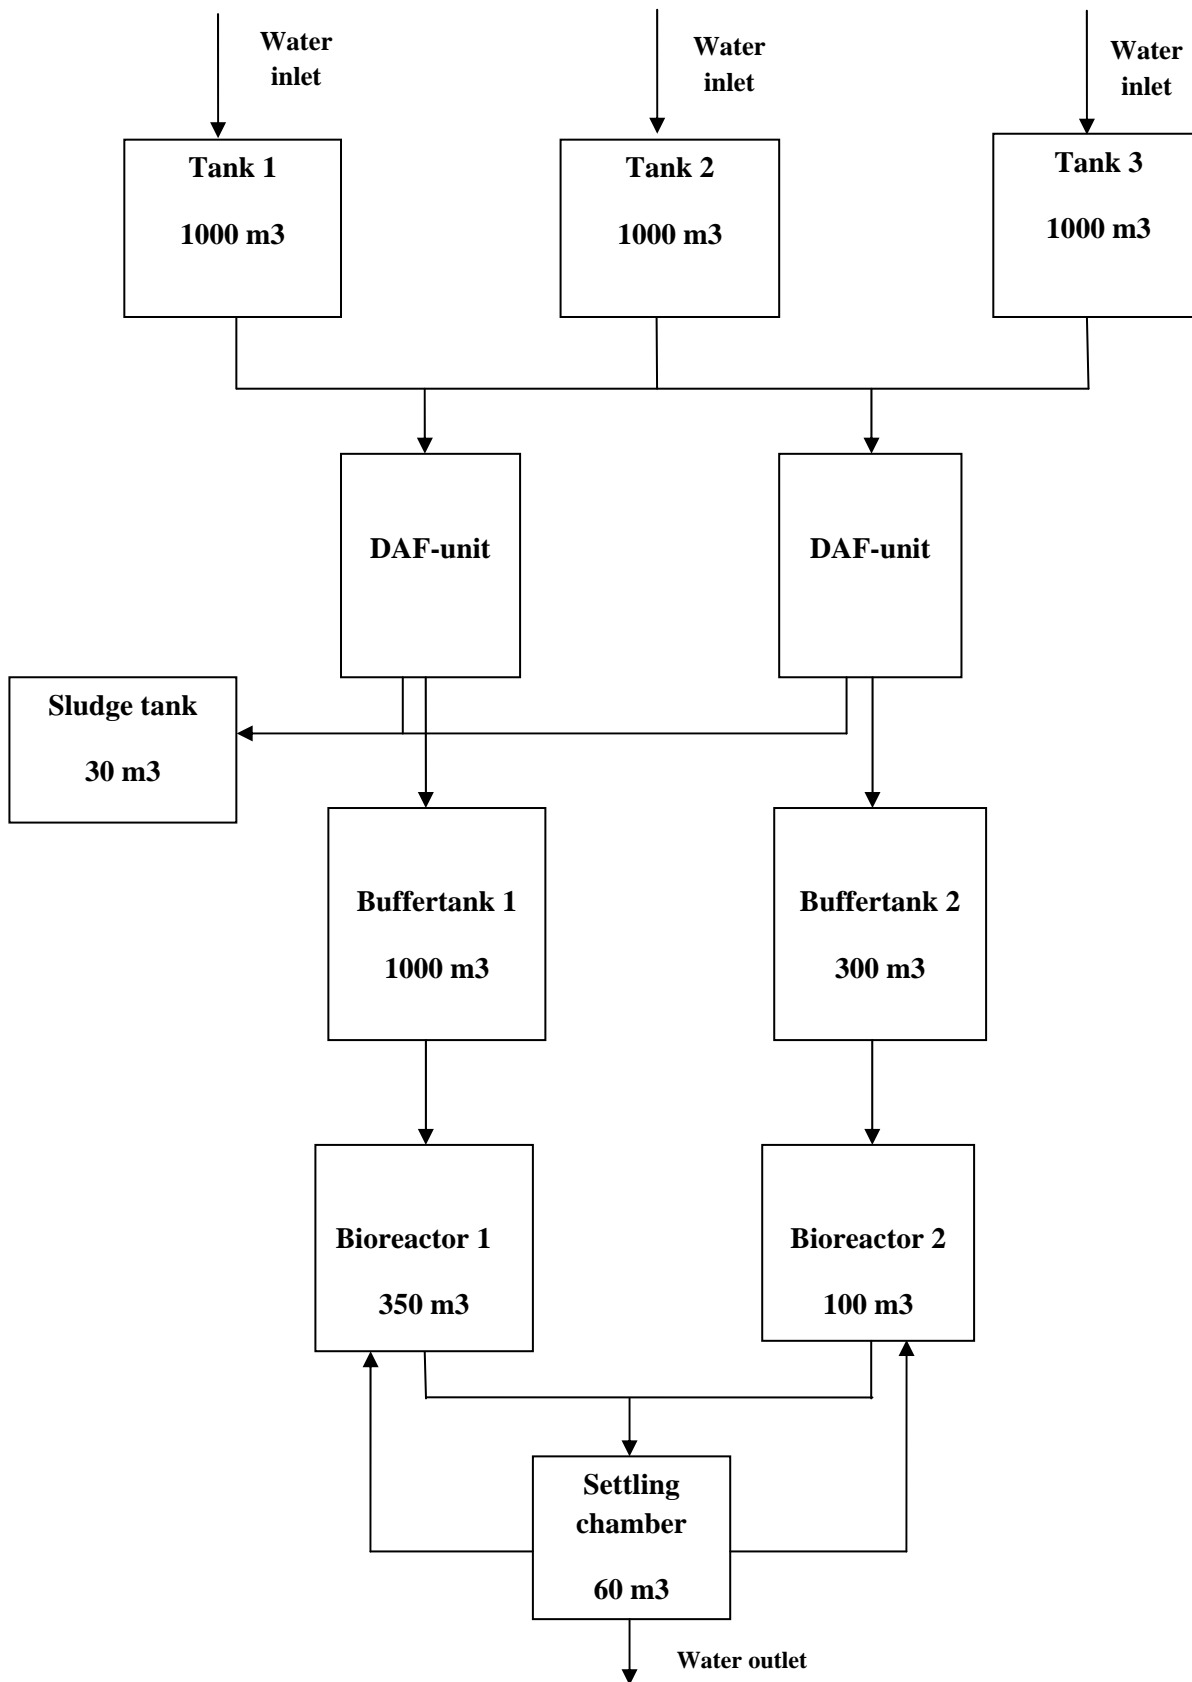 Water
inlet
Water
inlet
Water
inlet
Tank 1
1000 m3
Tank 2
1000 m3
Tank 3
1000 m3
DAF-unit
DAF-unit
Sludge tank
30 m3
Buffertank 1
1000 m3
Buffertank 2
300 m3
Bioreactor 1
350 m3
Bioreactor 2
100 m3
Settling
chamber
60 m3
Water outlet